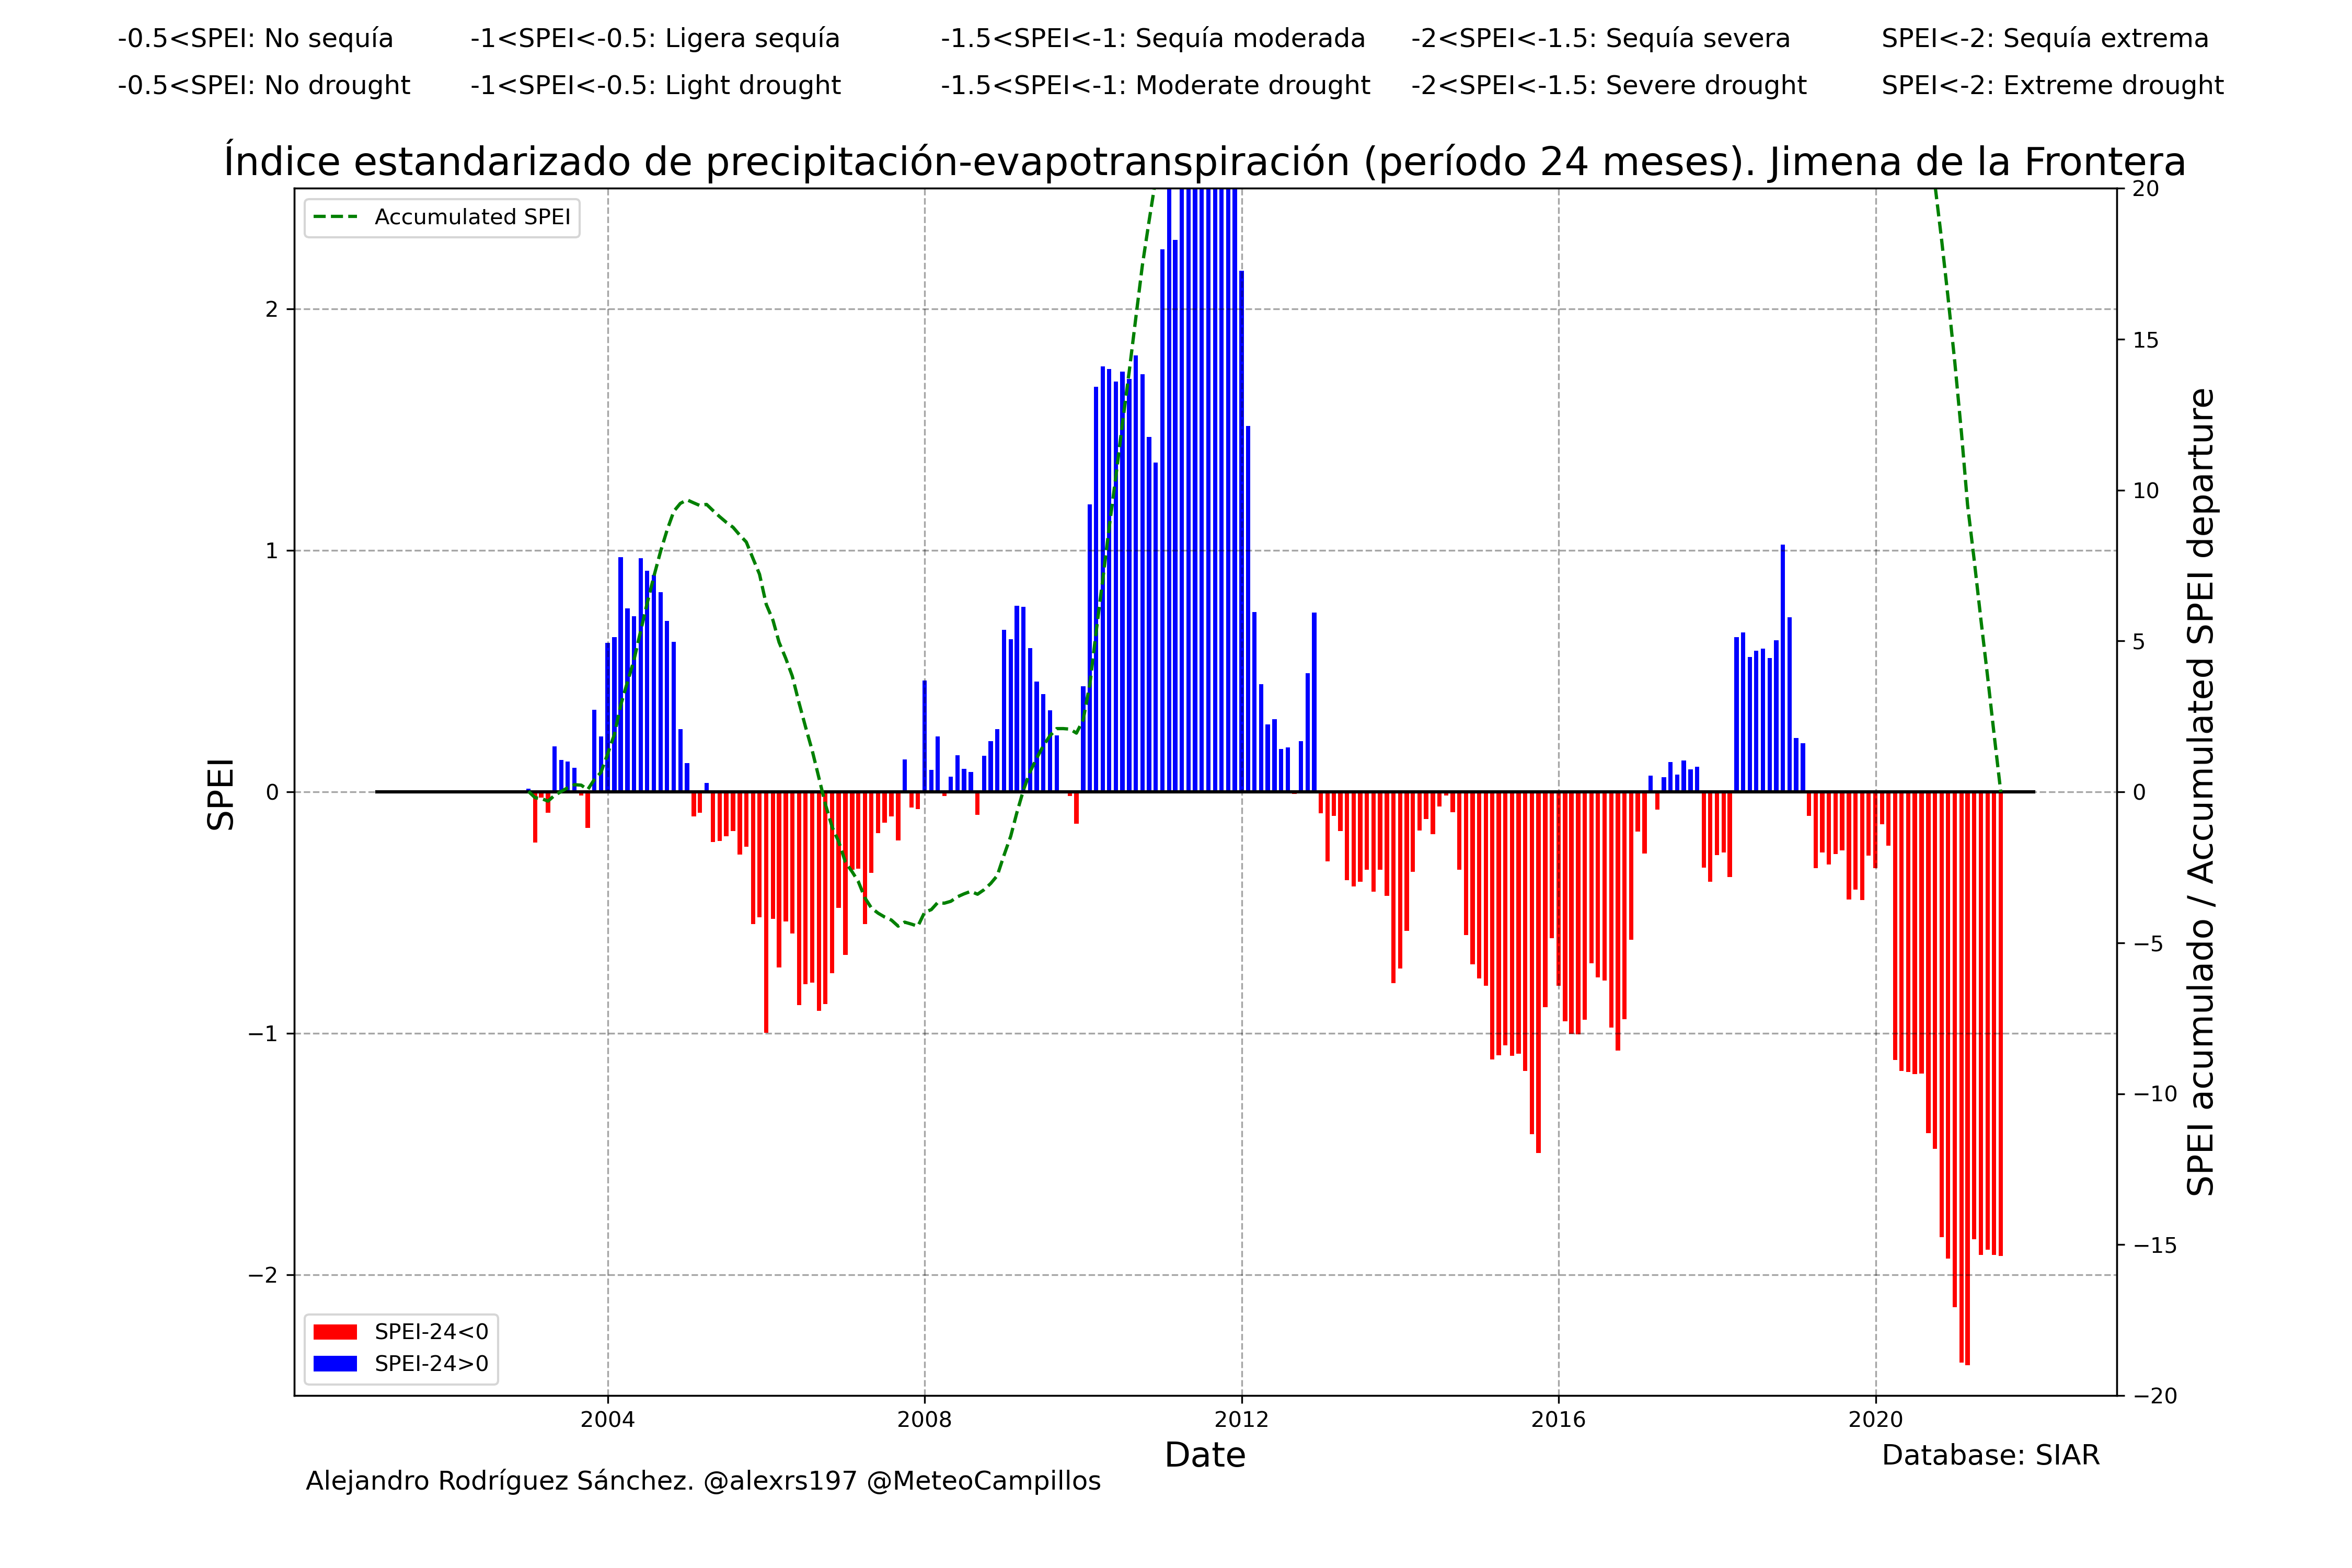 -0.5<SPEI: No sequía -1<SPEI<-0.5: Ligera sequía -1.5<SPEI<-1: Sequía moderada -2<SPEI<-1.5: Sequía severa SPEI<-2: Sequía extrema
-0.5<SPEI: No drought -1<SPEI<-0.5: Light drought -1.5<SPEI<-1: Moderate drought -2<SPEI<-1.5: Severe drought SPEI<-2: Extreme drought
Índice estandarizado de precipitación-evapotranspiración (período 24 meses). Jimena de la Frontera
Accumulated SPEI
SPEI
2
1
0
−1
−2
20
15
10
5
0
−5
−10
−15
−20
SPEI acumulado / Accumulated SPEI departure
SPEI-24<0
SPEI-24>0
2004 2008 2012 2016 2020
Date
Database: SIAR
Alejandro Rodríguez Sánchez. @alexrs197 @MeteoCampillos